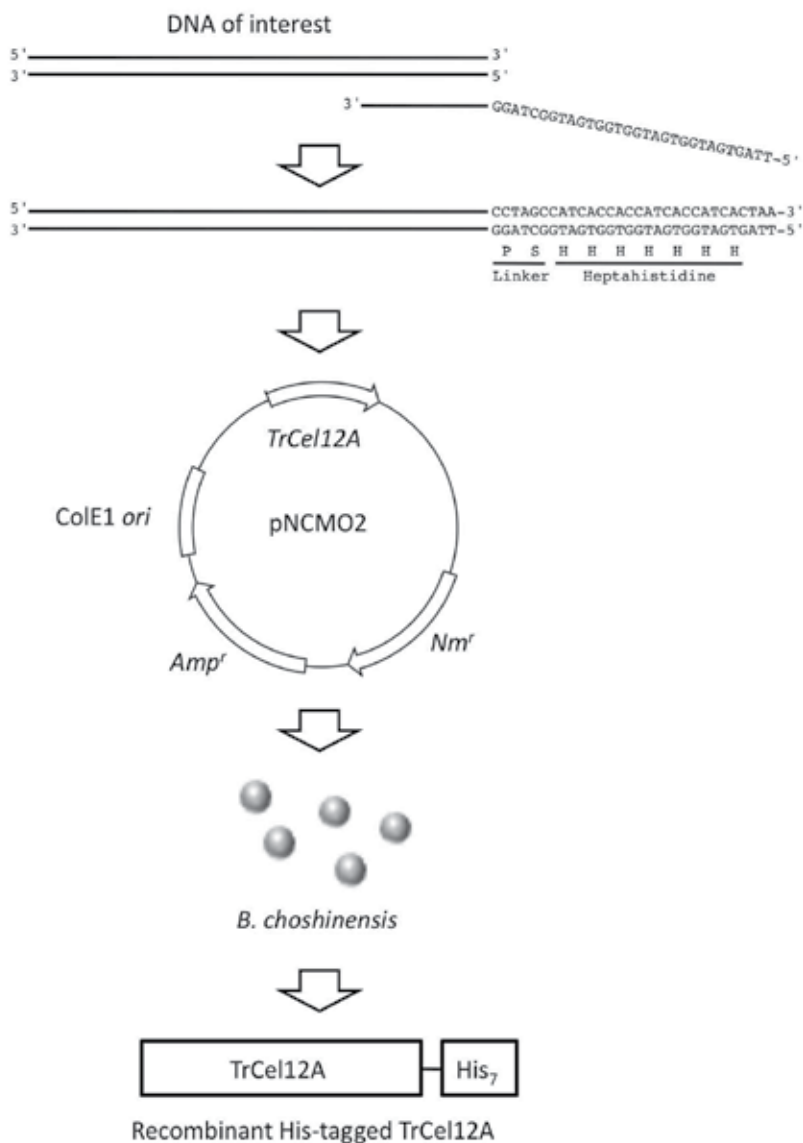 DNA of interest
5' 3'
3' 5'
3' GGATCGGTAGTGGTGGTAGTGGTAGTGATT-5'
5' CCTAGCCATCACCACCATCACCATCACTAA-3'
3' GGATCGGTAGTGGTGGTAGTGGTAGTGATT-5'
P S H H H H H H H
Linker Heptahistidine
TrCel12A
ColE1 ori
pNCMO2
Ampʳ
Nmʳ
B. choshinensis
TrCel12A His₇
Recombinant His-tagged TrCel12A